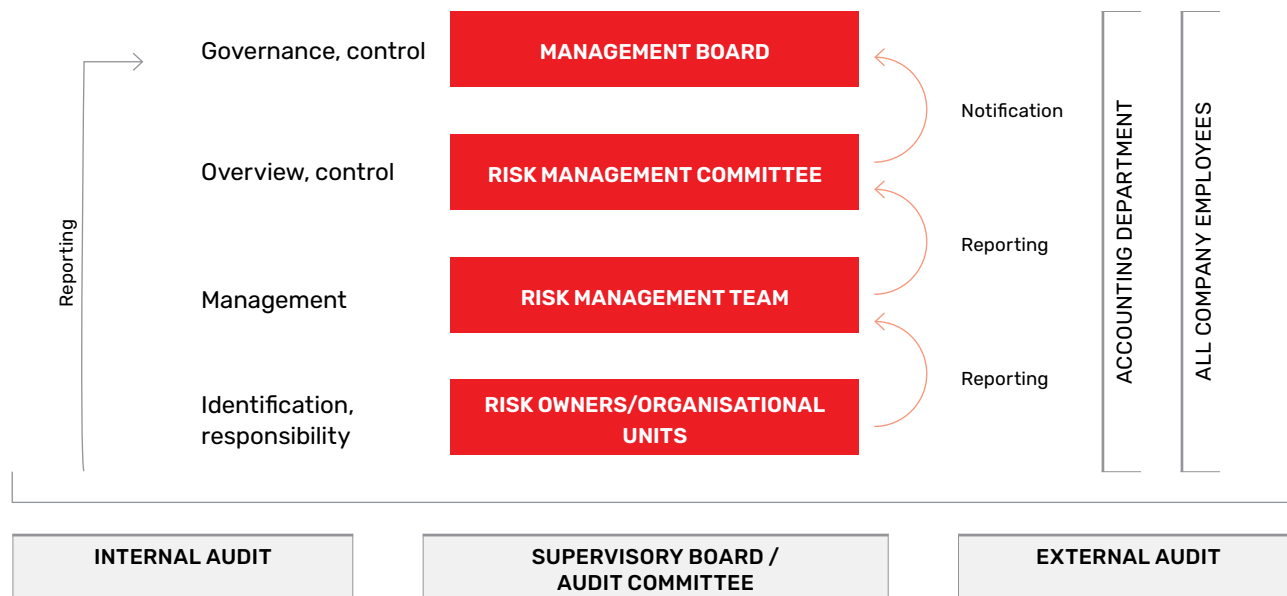 Governance, control
MANAGEMENT BOARD
Notification
Overview, control
RISK MANAGEMENT COMMITTEE
Reporting
Reporting
Management
RISK MANAGEMENT TEAM
Reporting
Identification,
responsibility
RISK OWNERS/ORGANISATIONAL
UNITS
ACCOUNTING DEPARTMENT
ALL COMPANY EMPLOYEES
INTERNAL AUDIT
SUPERVISORY BOARD /
AUDIT COMMITTEE
EXTERNAL AUDIT